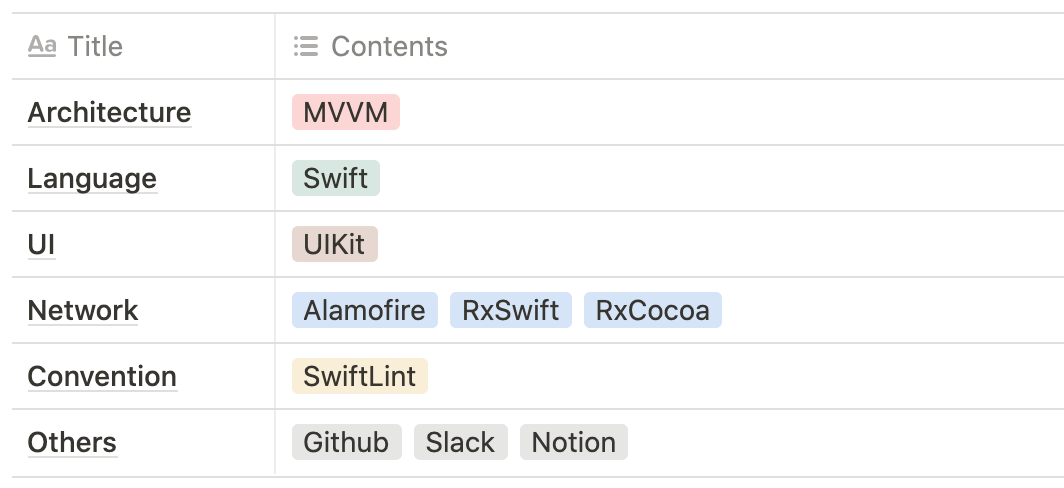 Aa Title Contents
Architecture MVVM
Language Swift
UI UIKit
Network Alamofire RxSwift RxCocoa
Convention SwiftLint
Others Github Slack Notion